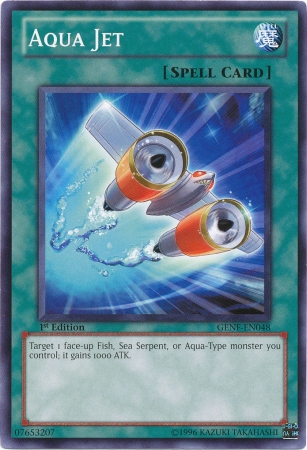 AQUA JET
魔
[SPELL CARD]
1st Edition
GENF-EN048
Target 1 face-up Fish, Sea Serpent, or Aqua-Type monster you
control; it gains 1000 ATK.
07653207
©1996 KAZUKI TAKAHASHI